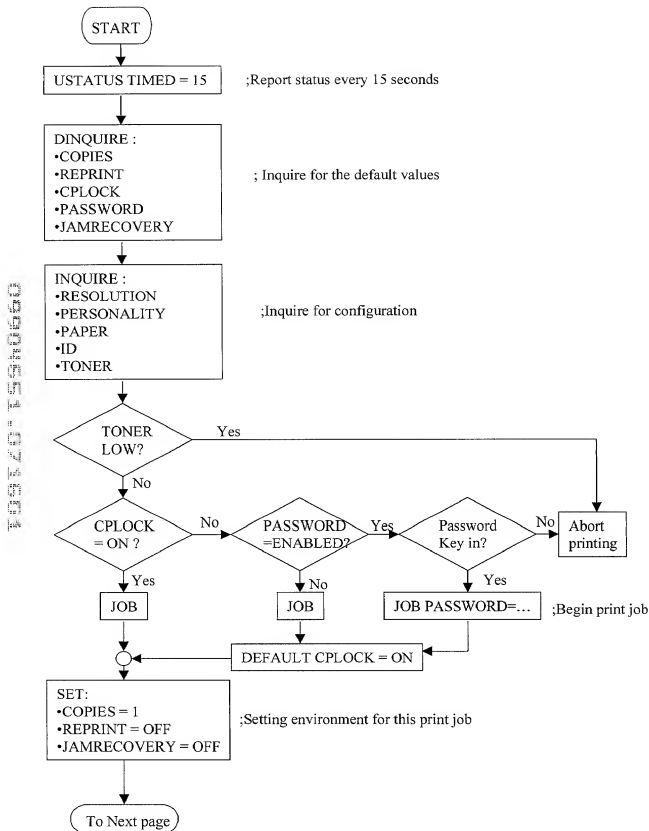 START
USTATUS TIMED = 15
;Report status every 15 seconds
DINQUIRE :
•COPIES
•REPRINT
•CPLOCK
•PASSWORD
•JAMRECOVERY
; Inquire for the default values
INQUIRE :
•RESOLUTION
•PERSONALITY
•PAPER
•ID
•TONER
;Inquire for configuration
TONER
LOW?
Yes
No
CPLOCK
= ON ?
No
PASSWORD
=ENABLED?
Yes
Password
Key in?
No
Abort
printing
Yes
No
Yes
JOB
JOB
JOB PASSWORD=...
;Begin print job
DEFAULT CPLOCK = ON
SET:
•COPIES = 1
•REPRINT = OFF
•JAMRECOVERY = OFF
;Setting environment for this print job
To Next page